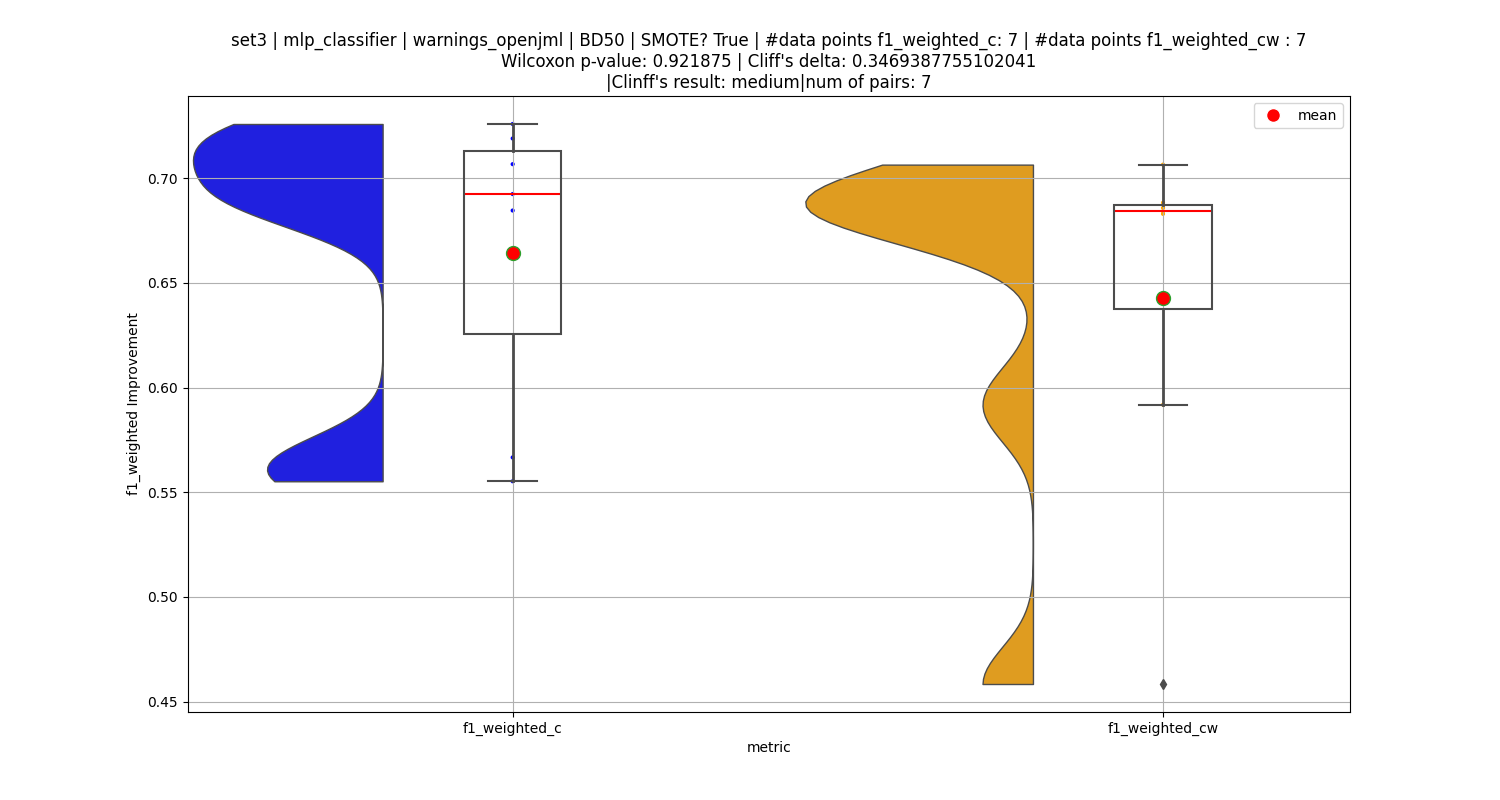 set3 | mlp_classifier | warnings_openjml | BD50 | SMOTE? True | #data points f1_weighted_c: 7 | #data points f1_weighted_cw : 7
Wilcoxon p-value: 0.921875 | Cliff's delta: 0.3469387755102041
|Clinff's result: medium|num of pairs: 7
mean
0.70
0.65
0.60
0.55
0.50
0.45
f1_weighted Improvement
f1_weighted_c
f1_weighted_cw
metric